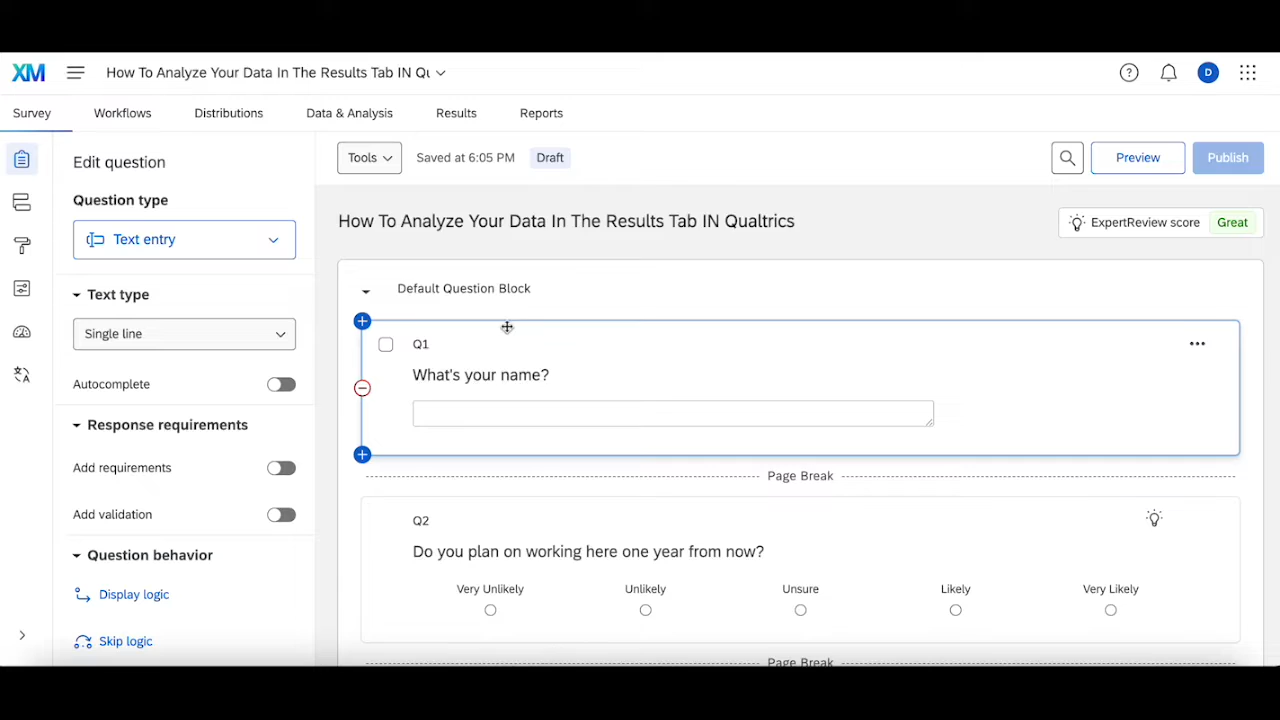 XM How To Analyze Your Data In The Results Tab IN Qu D
Survey Workflows Distributions Data & Analysis Results Reports
Edit question
Question type
Text entry
Text type
Single line
Autocomplete
Response requirements
Add requirements
Add validation
Question behavior
Display logic
Skip logic
Tools Saved at 6:05 PM Draft Preview Publish
How To Analyze Your Data In The Results Tab IN Qualtrics ExpertReview score Great
Default Question Block
Q1
What's your name?
Page Break
Q2
Do you plan on working here one year from now?
Very Unlikely Unlikely Unsure Likely Very Likely
Page Break